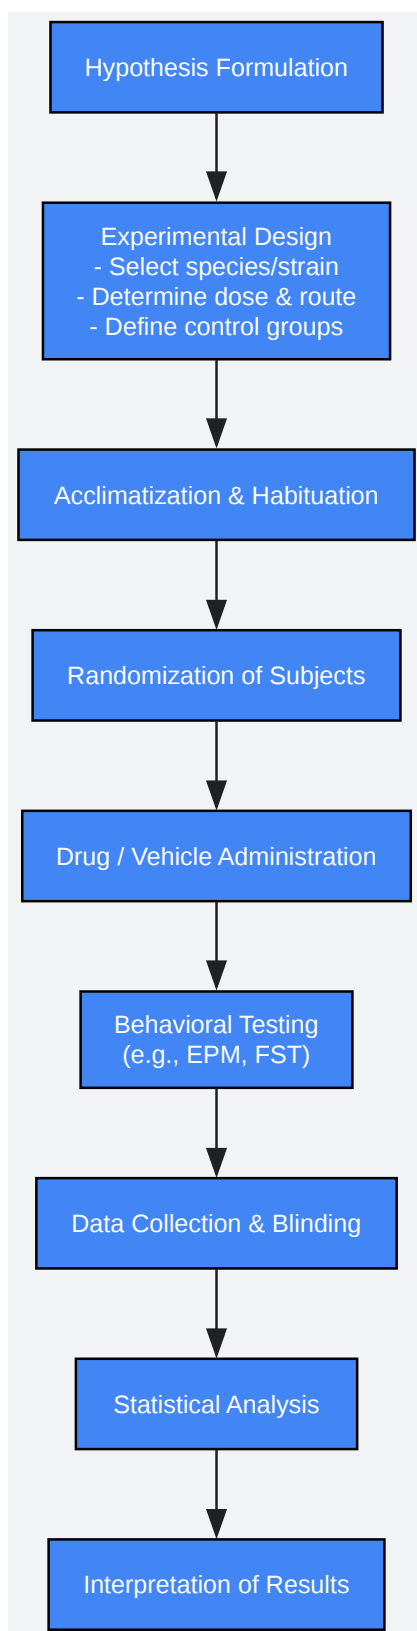 Hypothesis Formulation
Experimental Design
- Select species/strain
- Determine dose & route
- Define control groups
Acclimatization & Habituation
Randomization of Subjects
Drug / Vehicle Administration
Behavioral Testing
(e.g., EPM, FST)
Data Collection & Blinding
Statistical Analysis
Interpretation of Results